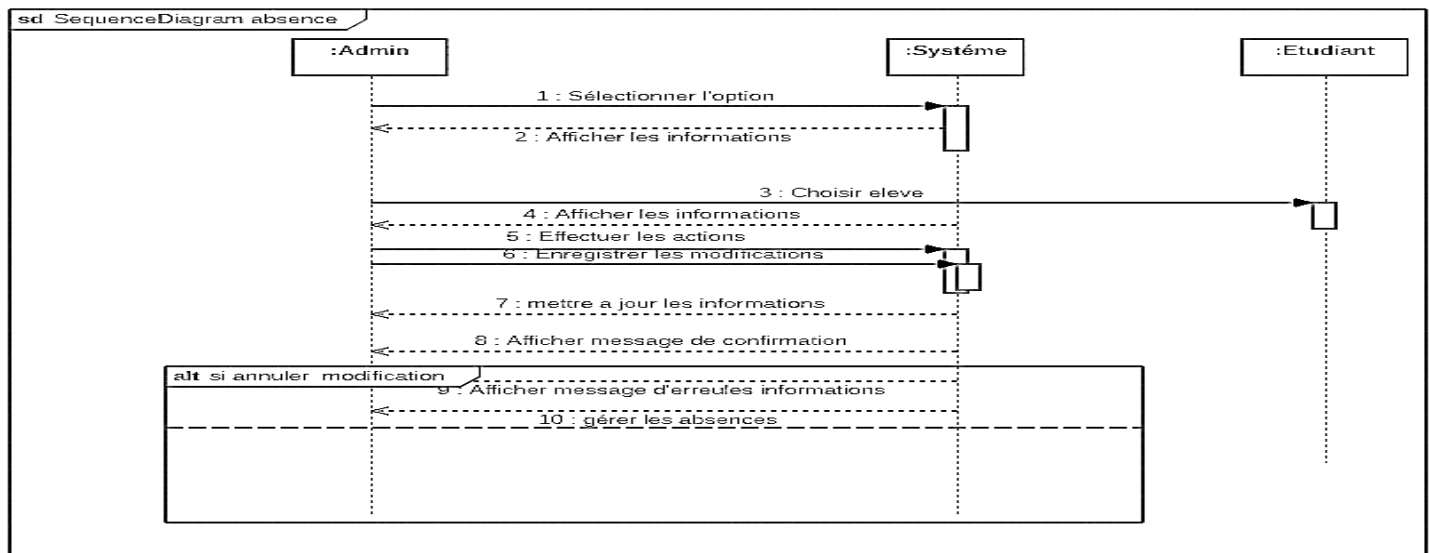 sd SequenceDiagram absence
:Admin
:Systéme
:Etudiant
1 : Sélectionner l'option
2 : Afficher les informations
3 : Choisir eleve
4 : Afficher les informations
5 : Effectuer les actions
6 : Enregistrer les modifications
7 : mettre a jour les informations
8 : Afficher message de confirmation
alt si annuler modification
9 : Afficher message d'erreules informations
10 : gérer les absences